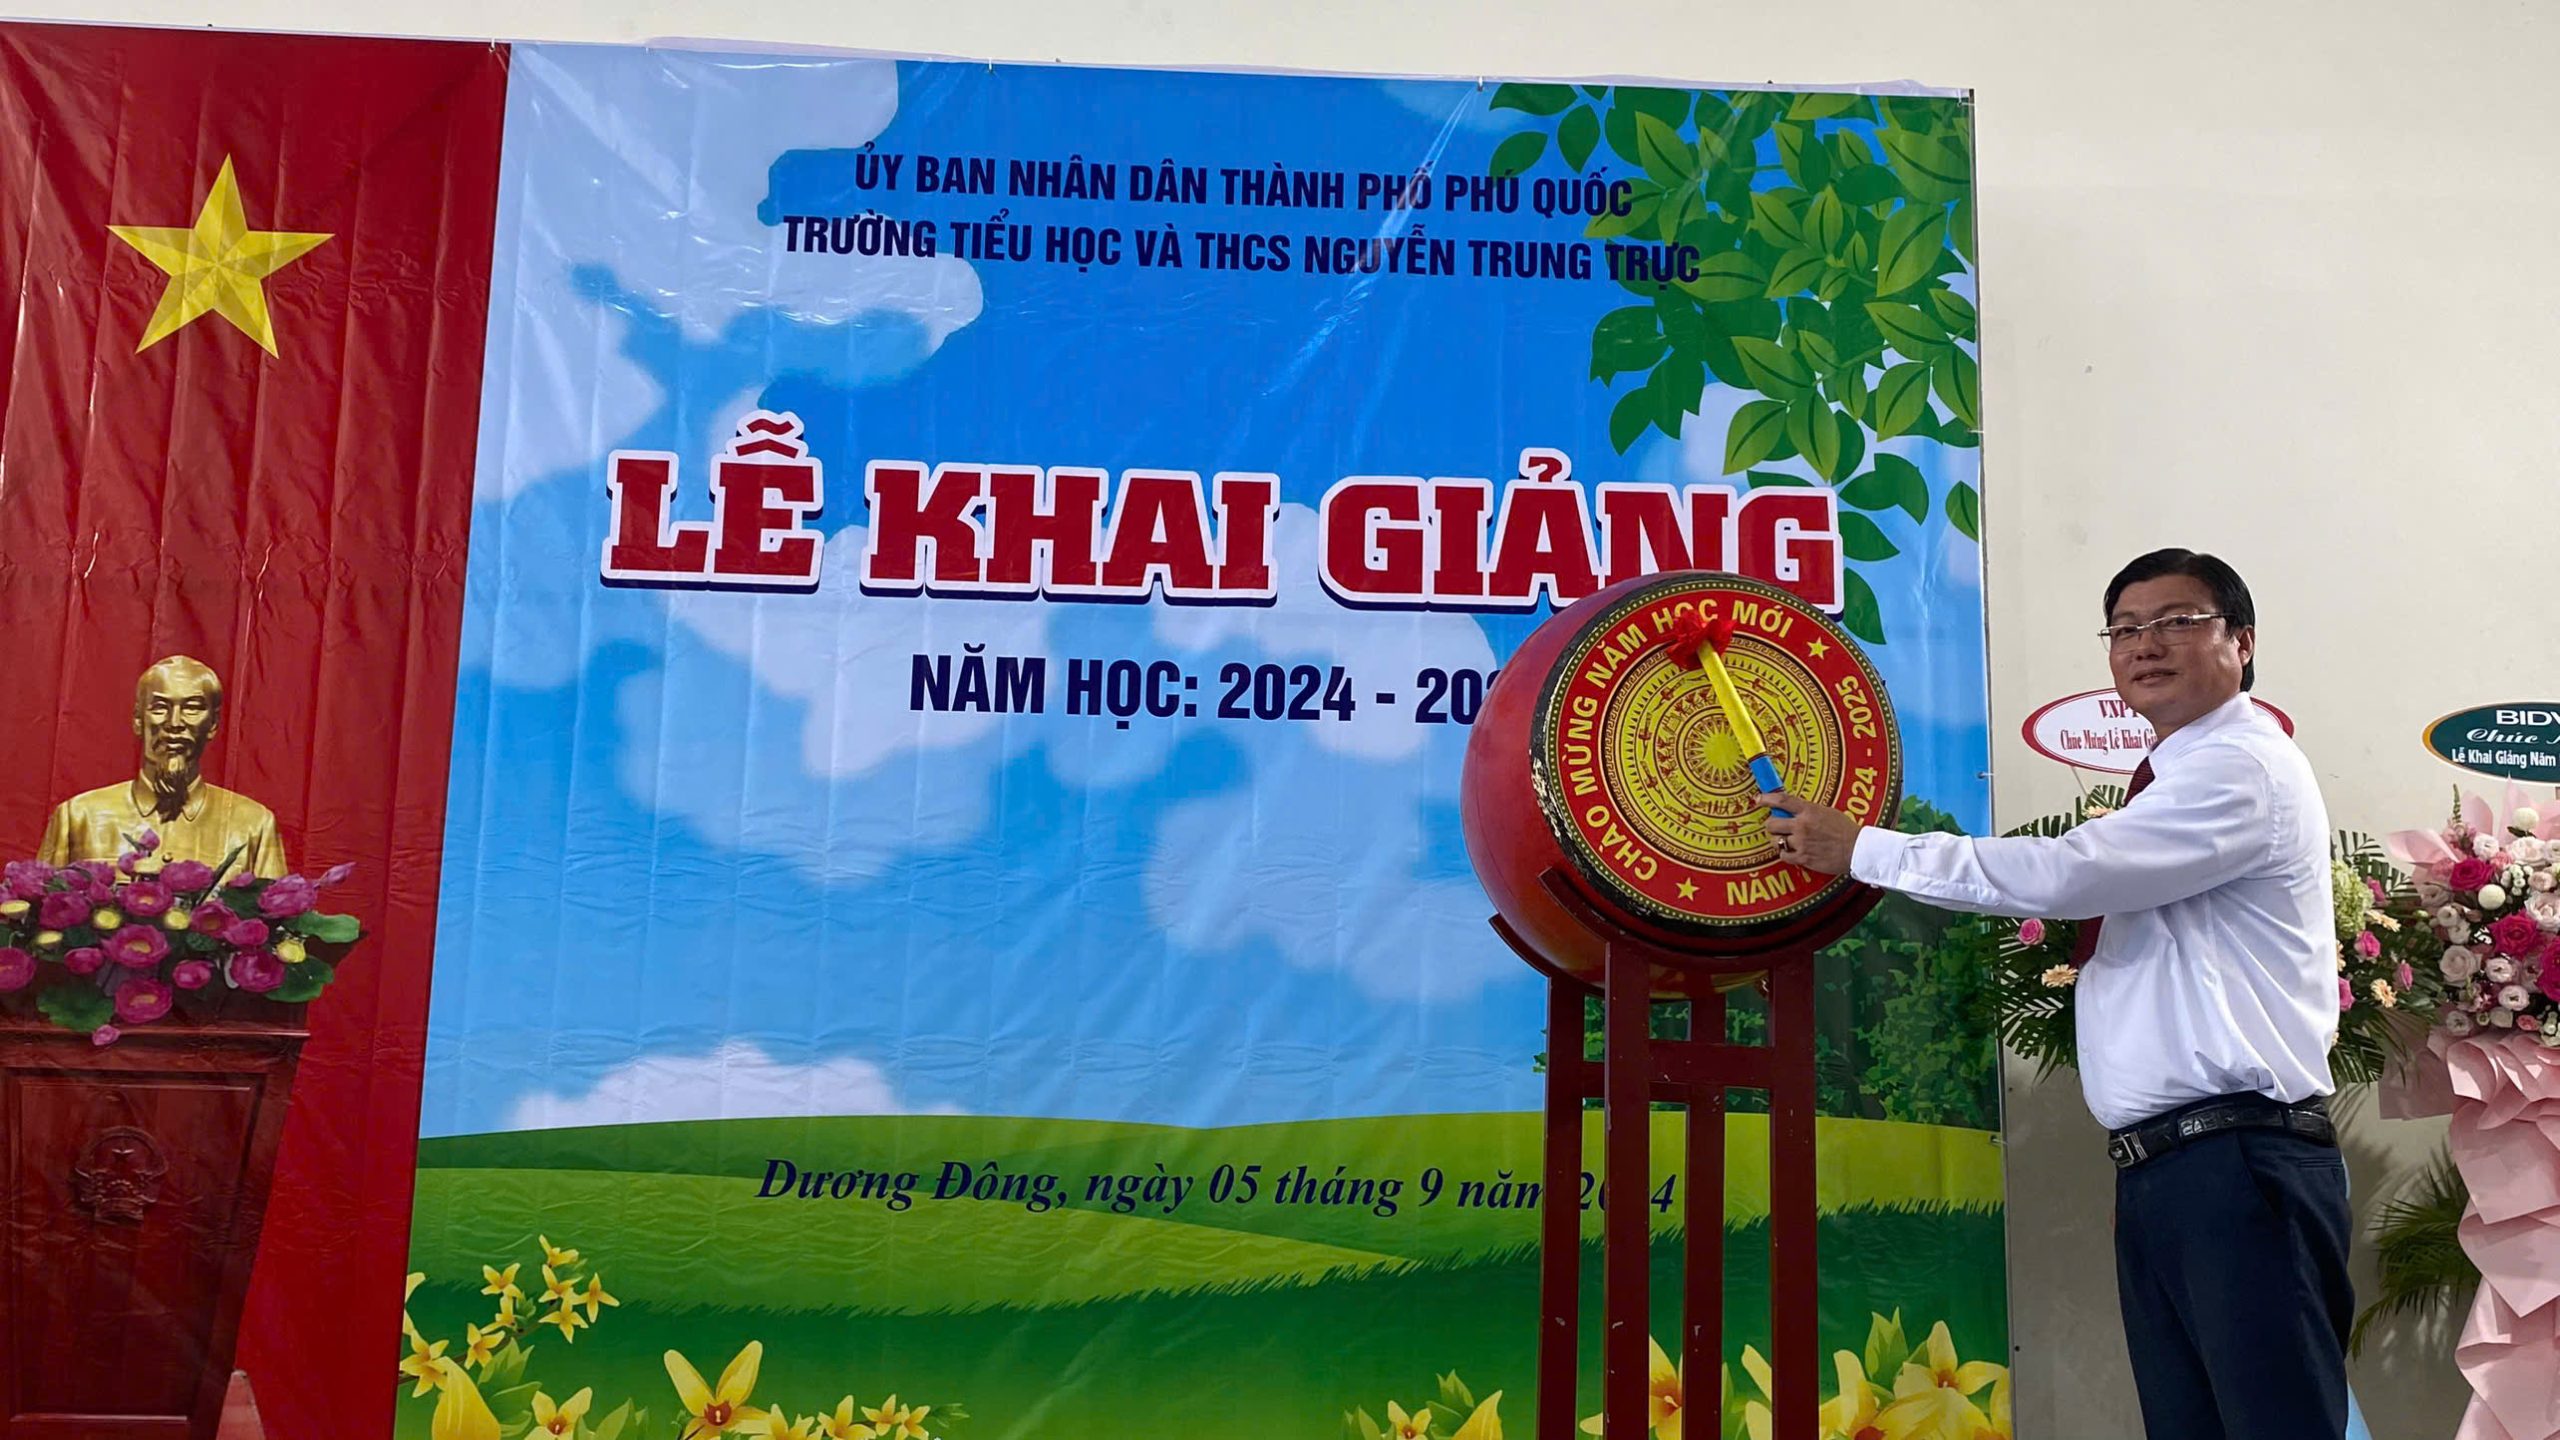 ỦY BAN NHÂN DÂN THÀNH PHỐ PHÚ QUỐC
TRƯỜNG TIỂU HỌC VÀ THCS NGUYỄN TRUNG TRỰC
LỄ KHAI GIẢNG
NĂM HỌC: 2024 - 20
CHÀO MỪNG NĂM HỌC MỚI
NĂM 2024 - 2025
Dương Đông, ngày 05 tháng 9 năm 2024
Chúc Mừng Lễ Khai
BIDV
Chúc
Lễ Khai Giảng Năm